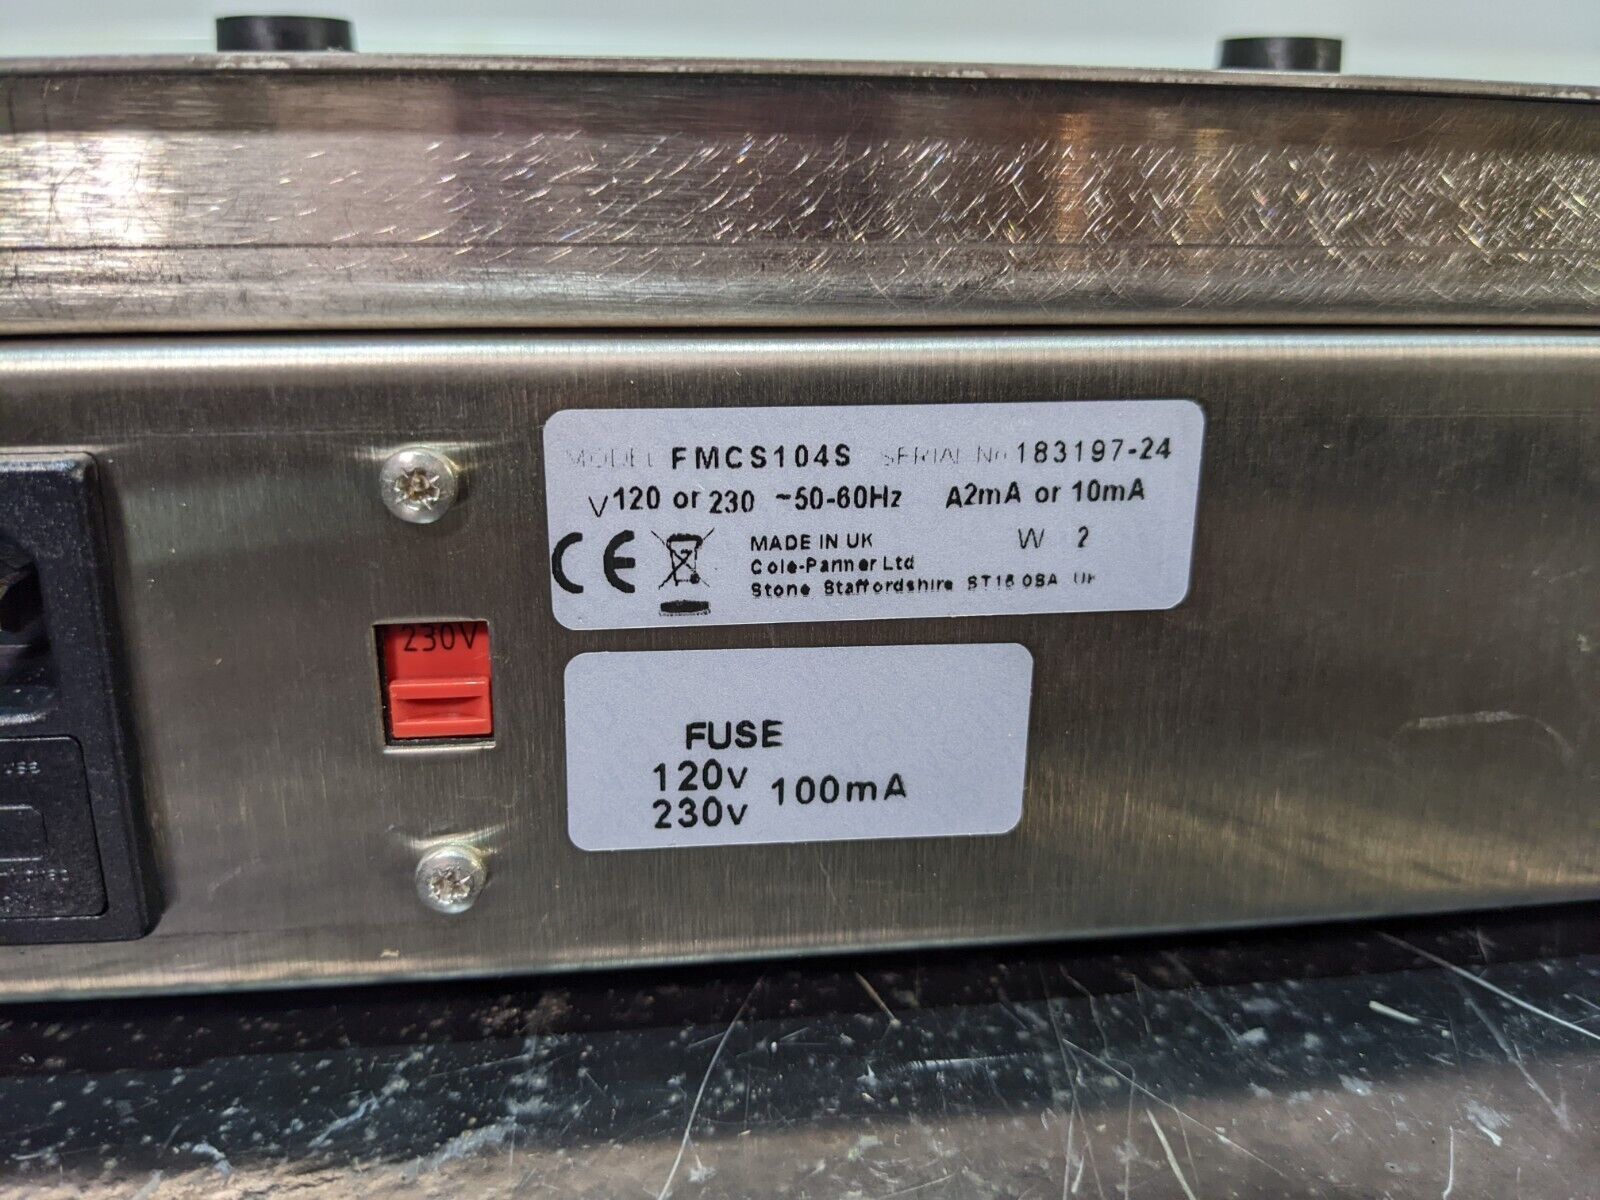 MODEL FMCS104S SERIAL No 183197-24
V 120 or 230 ~50-60Hz A2mA or 10mA
CE MADE IN UK W 2
Cole-Parmer Ltd
Stone Staffordshire ST15 0SA UK
230V
FUSE
120v
230v 100mA